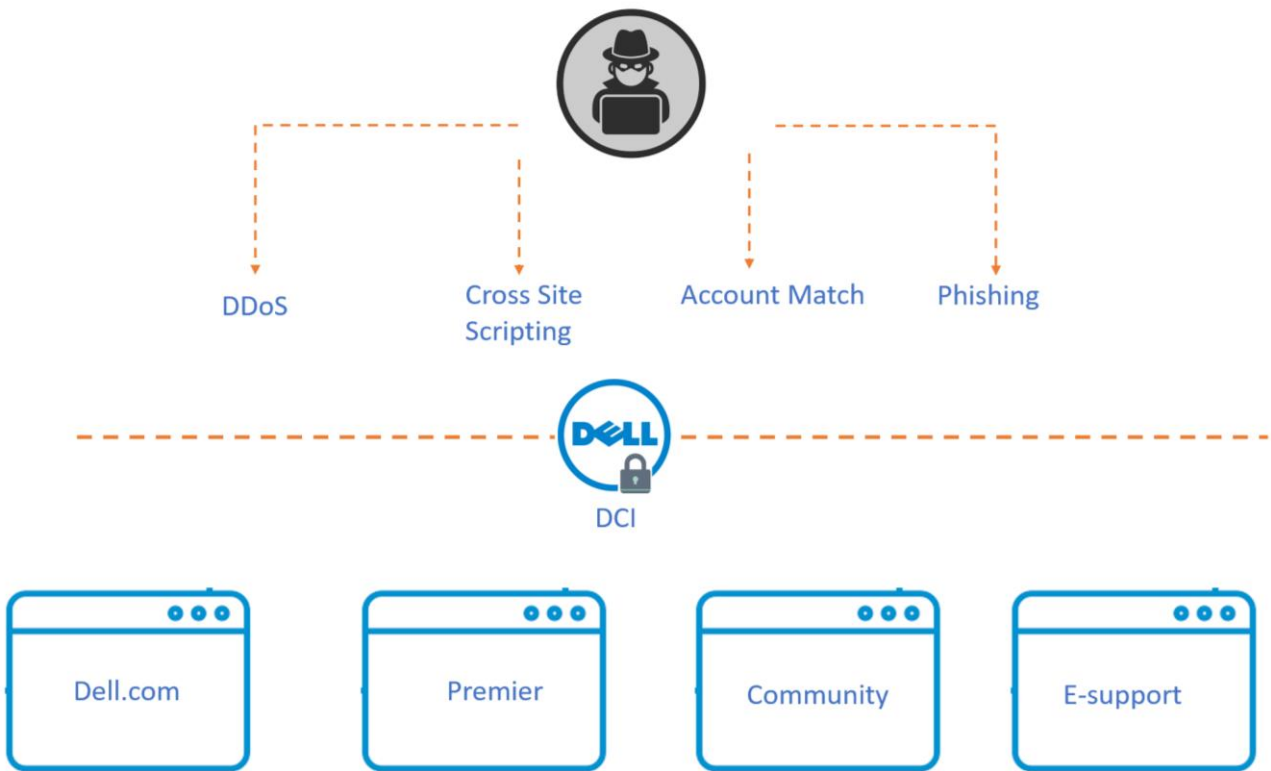 DDoS
Cross Site
Scripting
Account Match
Phishing
DELL
DCI
Dell.com
Premier
Community
E-support